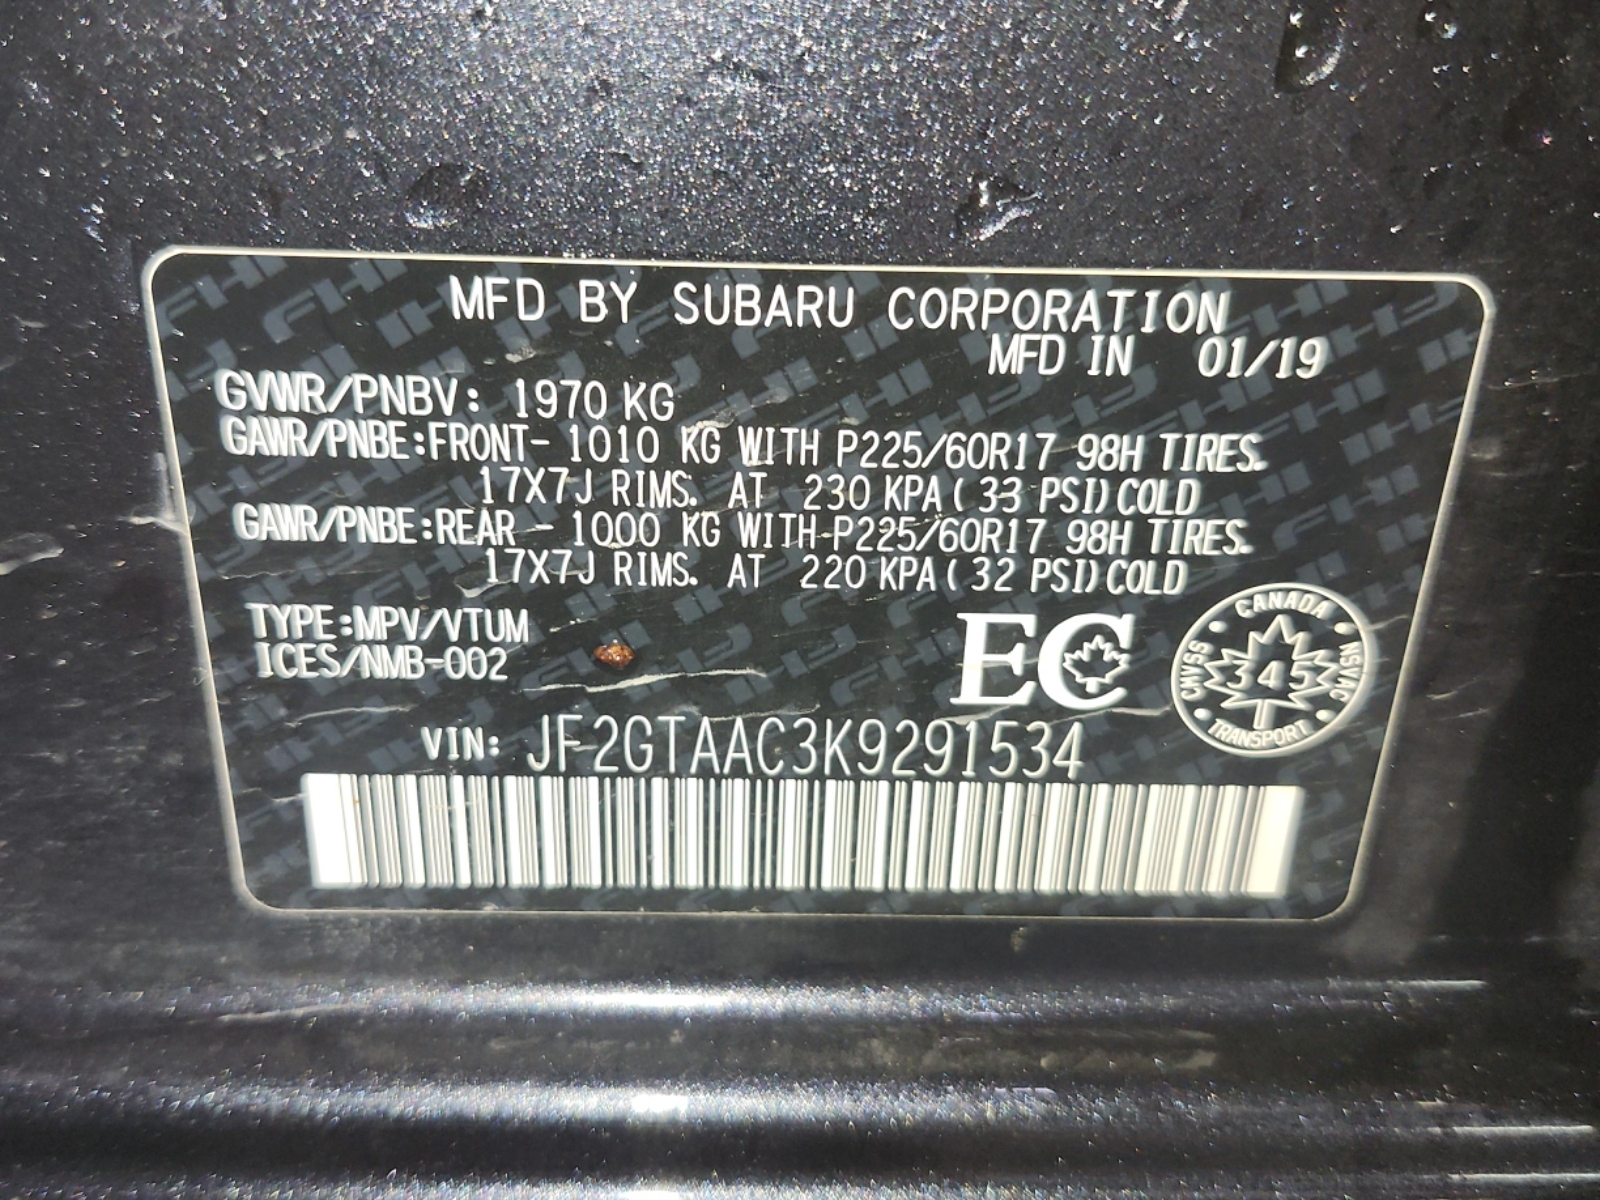 MFD BY SUBARU CORPORATION
MFD IN 01/19
GVWR/PNBV: 1970 KG
GAWR/PNBE:FRONT- 1010 KG WITH P225/60R17 98H TIRES.
17X7J RIMS. AT 230 KPA( 33 PSI)COLD
GAWR/PNBE:REAR - 1000 KG WITH P225/60R17 98H TIRES.
17X7J RIMS. AT 220 KPA( 32 PSI)COLD
TYPE:MPV/VTUM
ICES/NMB-002
EC
CANADA
CMVSS
345
NSVAC
TRANSPORT
VIN: JF2GTAAC3K9291534